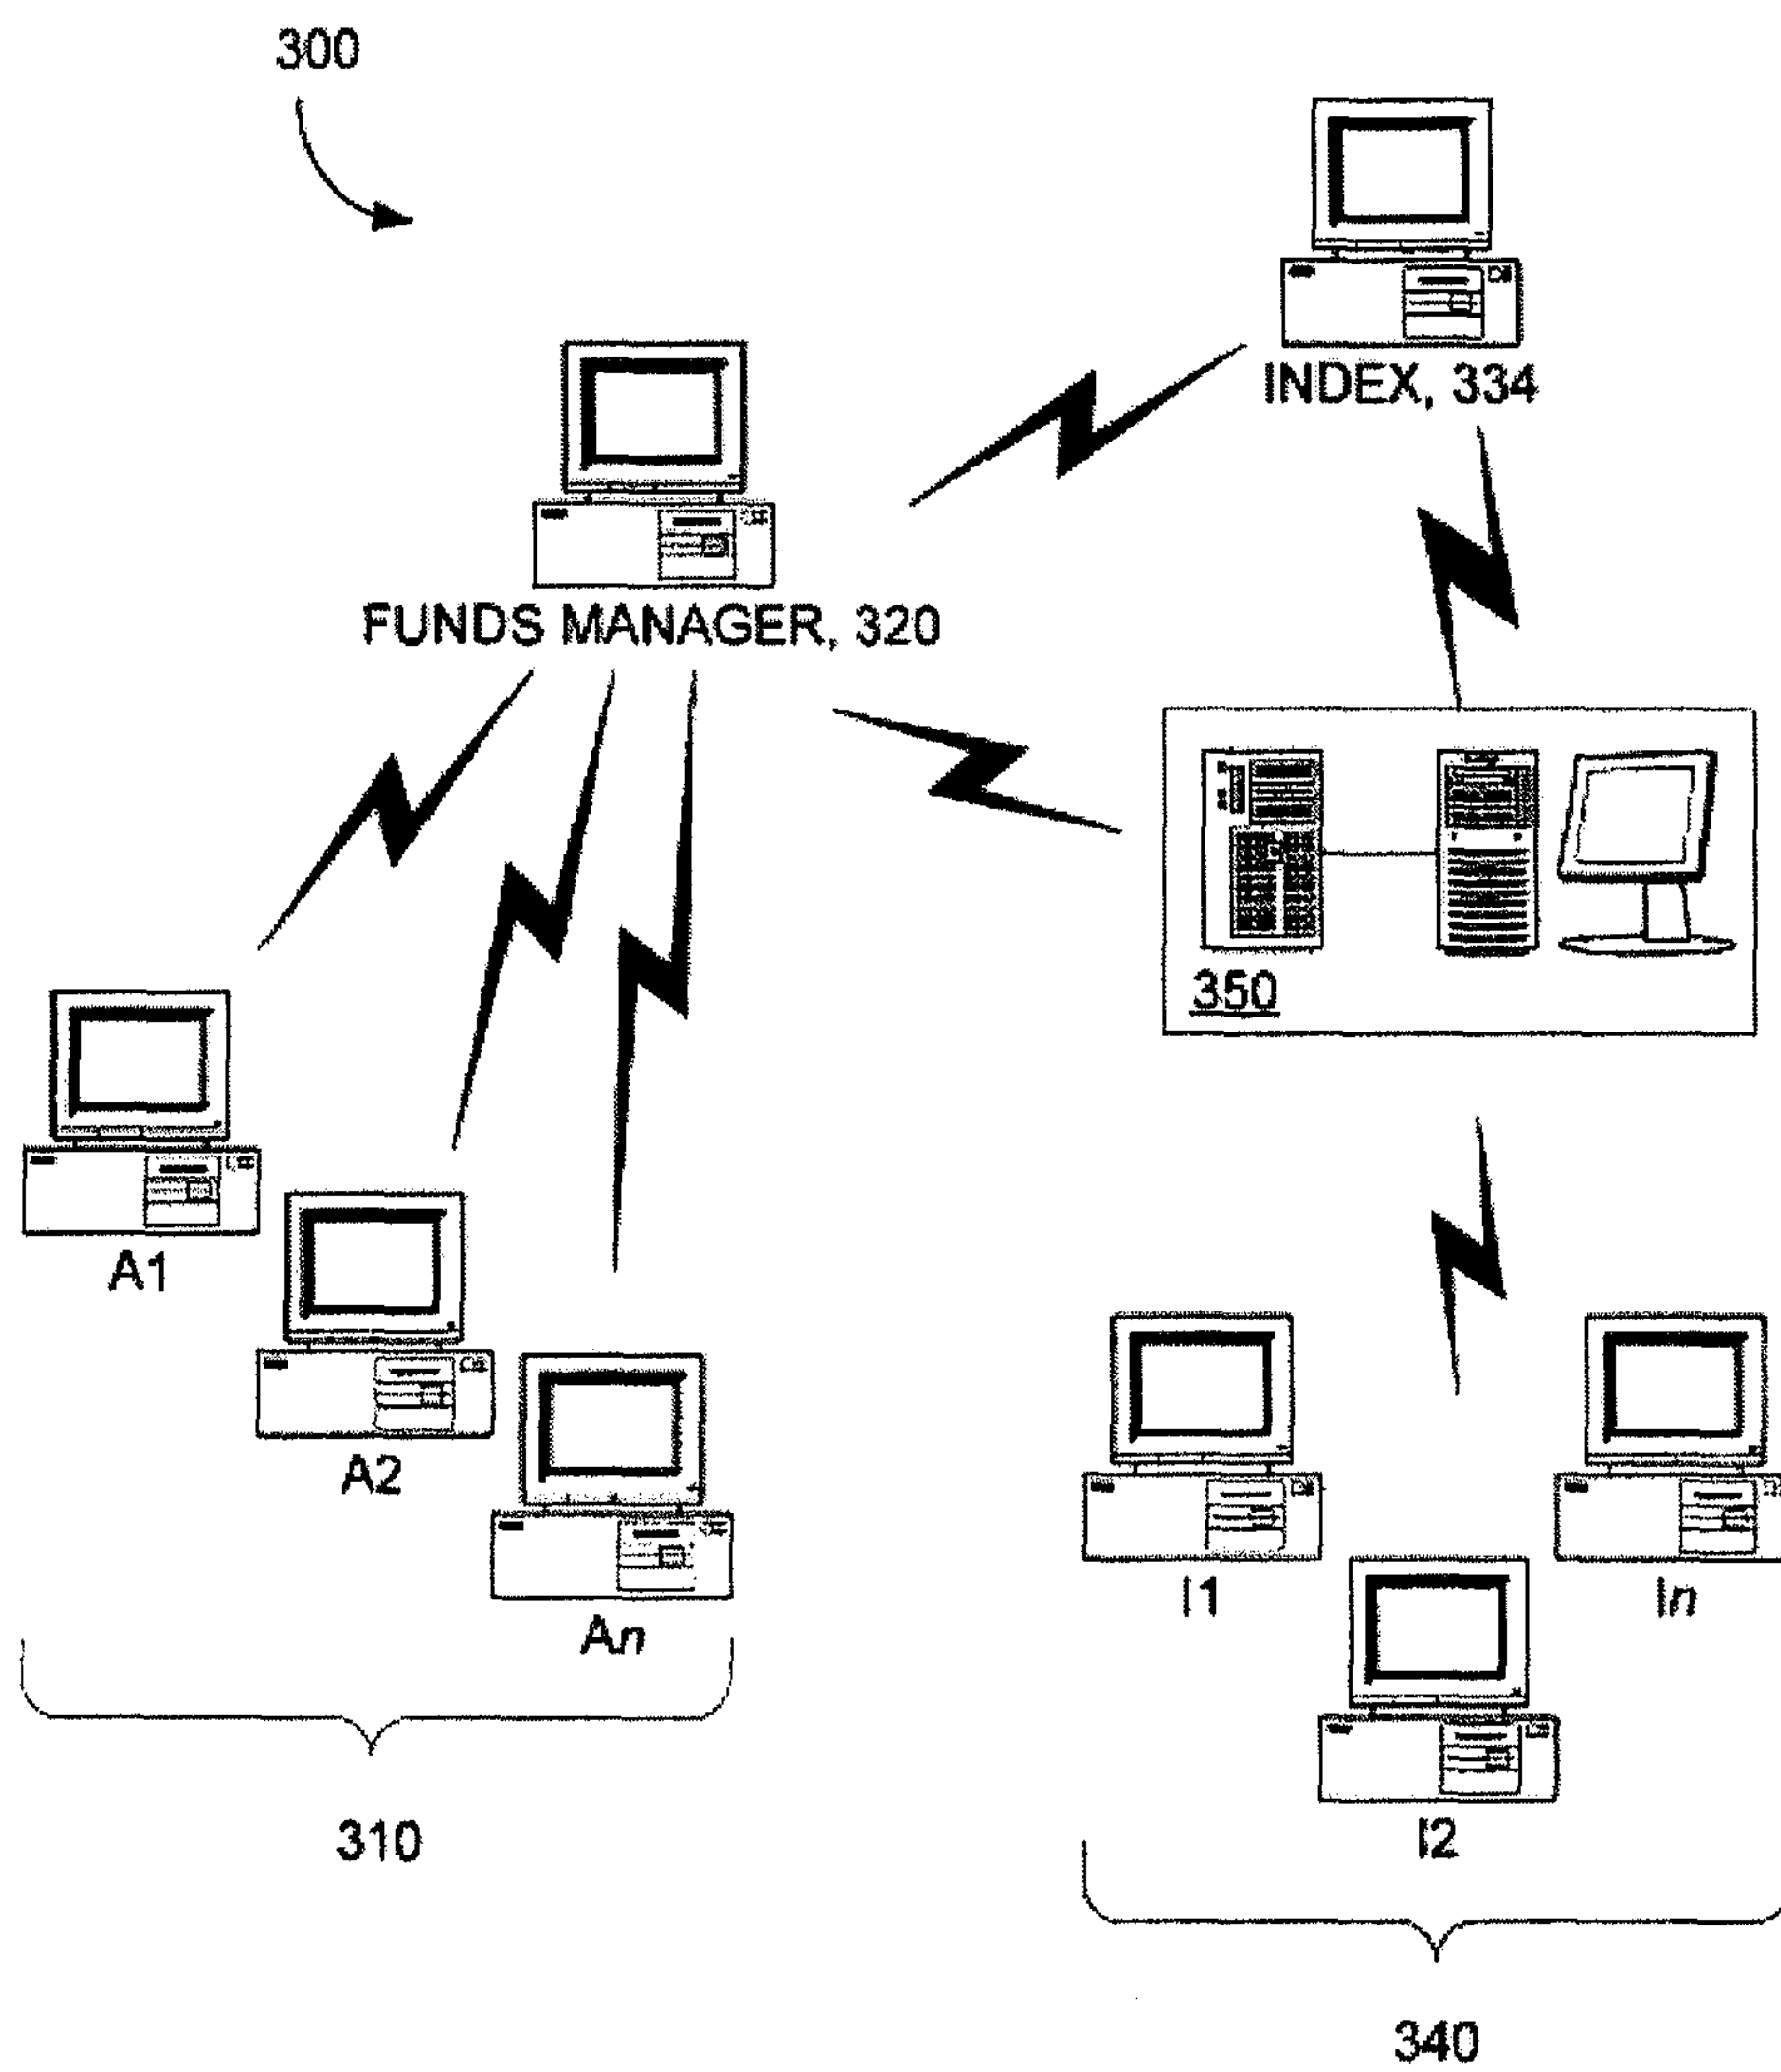 300
INDEX, 334
FUNDS MANAGER, 320
350
A1
A2
An
I1
In
I2
310
340